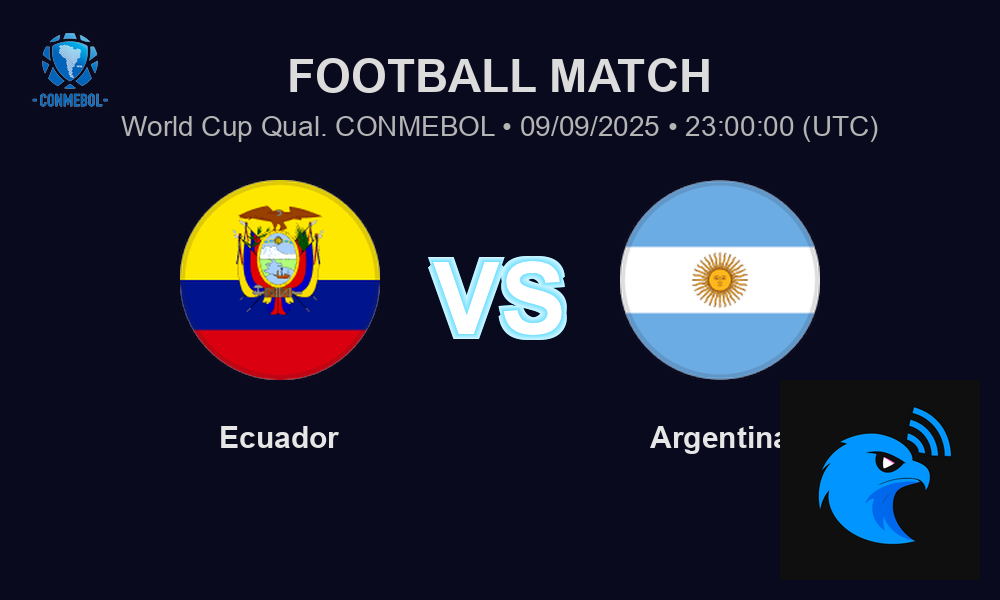 -CONMEBOL-
FOOTBALL MATCH
World Cup Qual. CONMEBOL • 09/09/2025 • 23:00:00 (UTC)
VS
Ecuador
Argentina